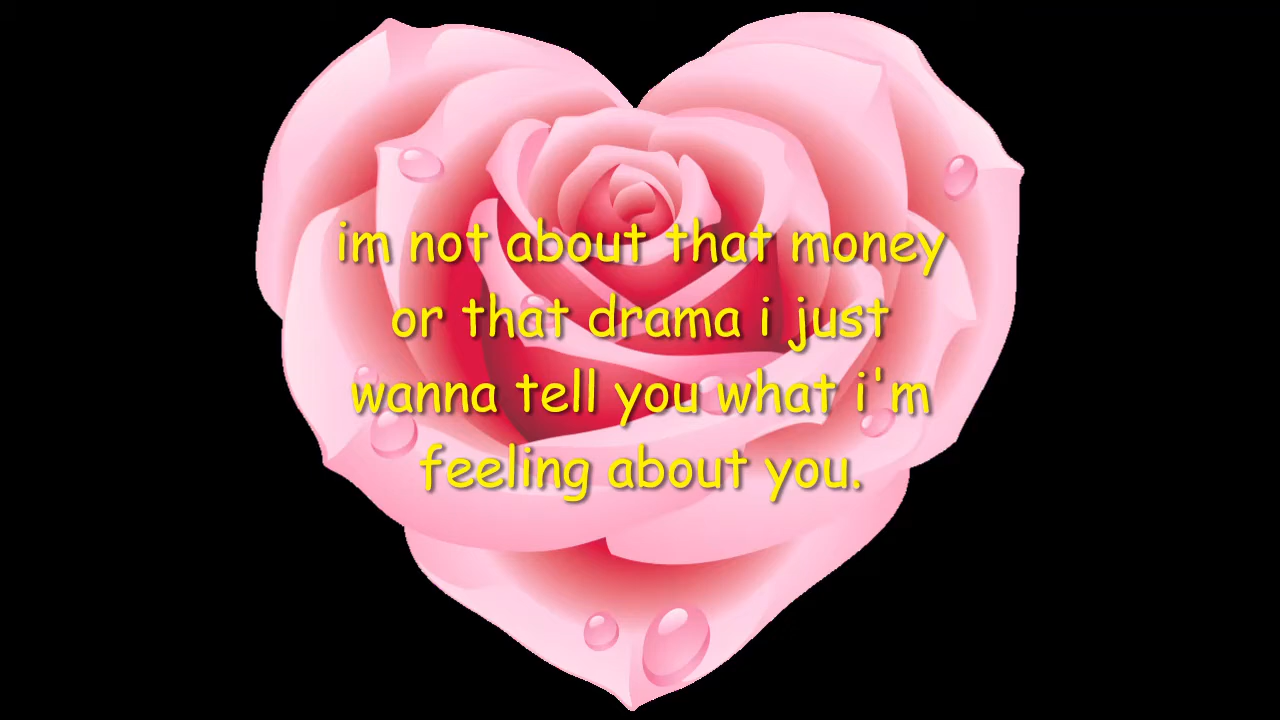 im not about that money
or that drama i just
wanna tell you what i'm
feeling about you.